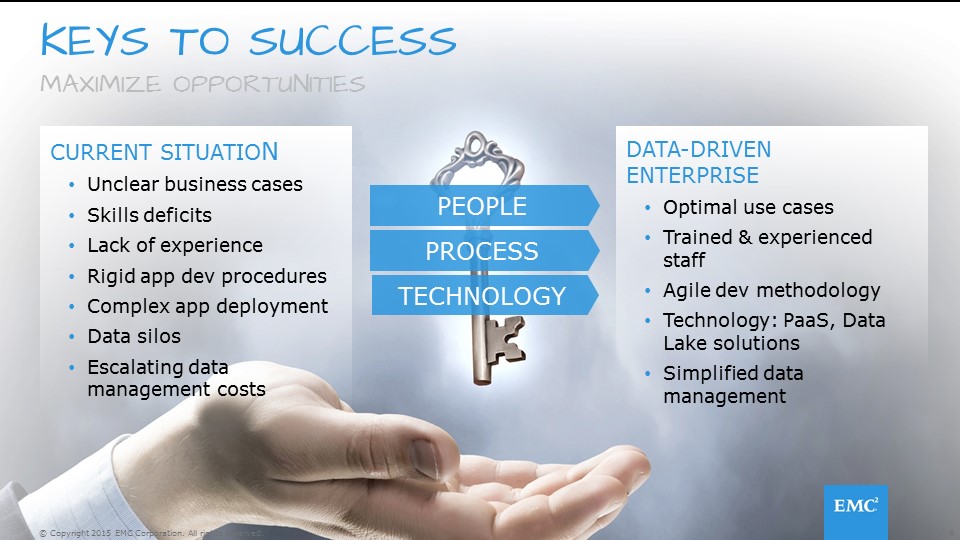 KEYS TO SUCCESS
MAXIMIZE OPPORTUNITIES
CURRENT SITUATION
• Unclear business cases
• Skills deficits
• Lack of experience
• Rigid app dev procedures
• Complex app deployment
• Data silos
• Escalating data
management costs
PEOPLE
PROCESS
TECHNOLOGY
DATA-DRIVEN
ENTERPRISE
• Optimal use cases
• Trained & experienced
staff
• Agile dev methodology
• Technology: PaaS, Data
Lake solutions
• Simplified data
management
EMC²
© Copyright 2015 EMC Corporation. All rights reserved.